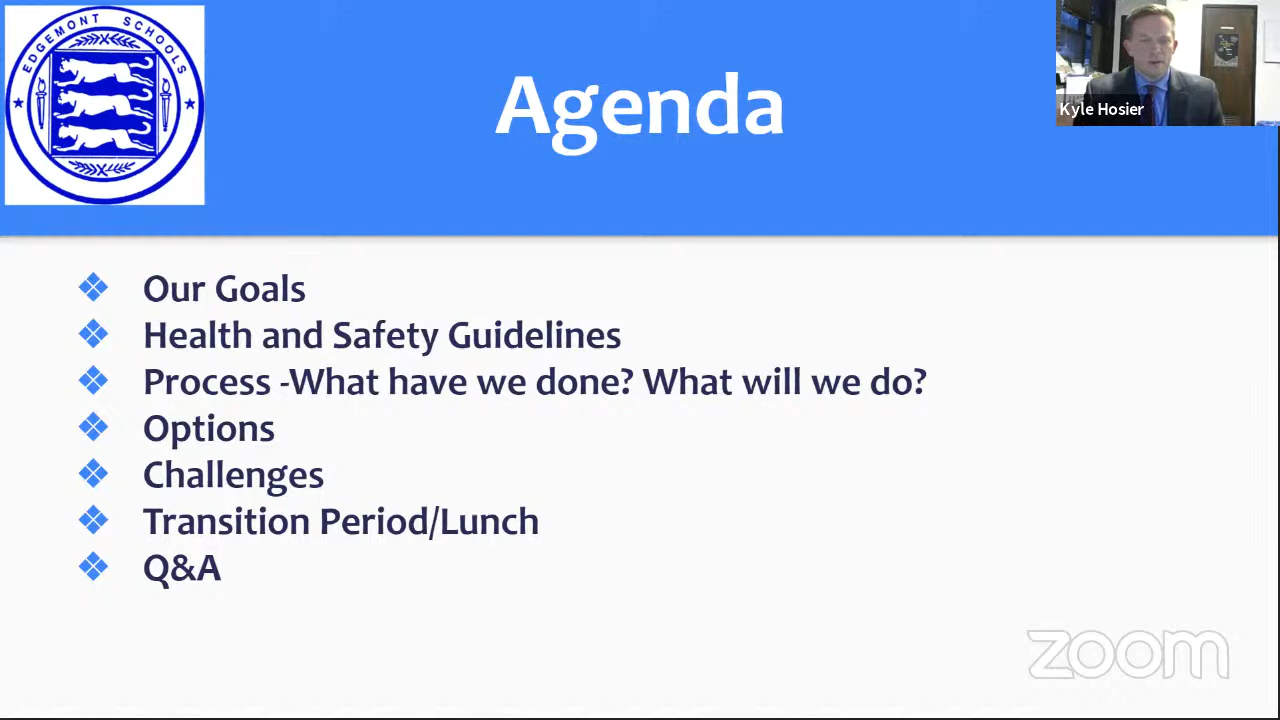 EDGEMONT SCHOOLS
Agenda
Kyle Hosier
Our Goals
Health and Safety Guidelines
Process -What have we done? What will we do?
Options
Challenges
Transition Period/Lunch
Q&A
zoom